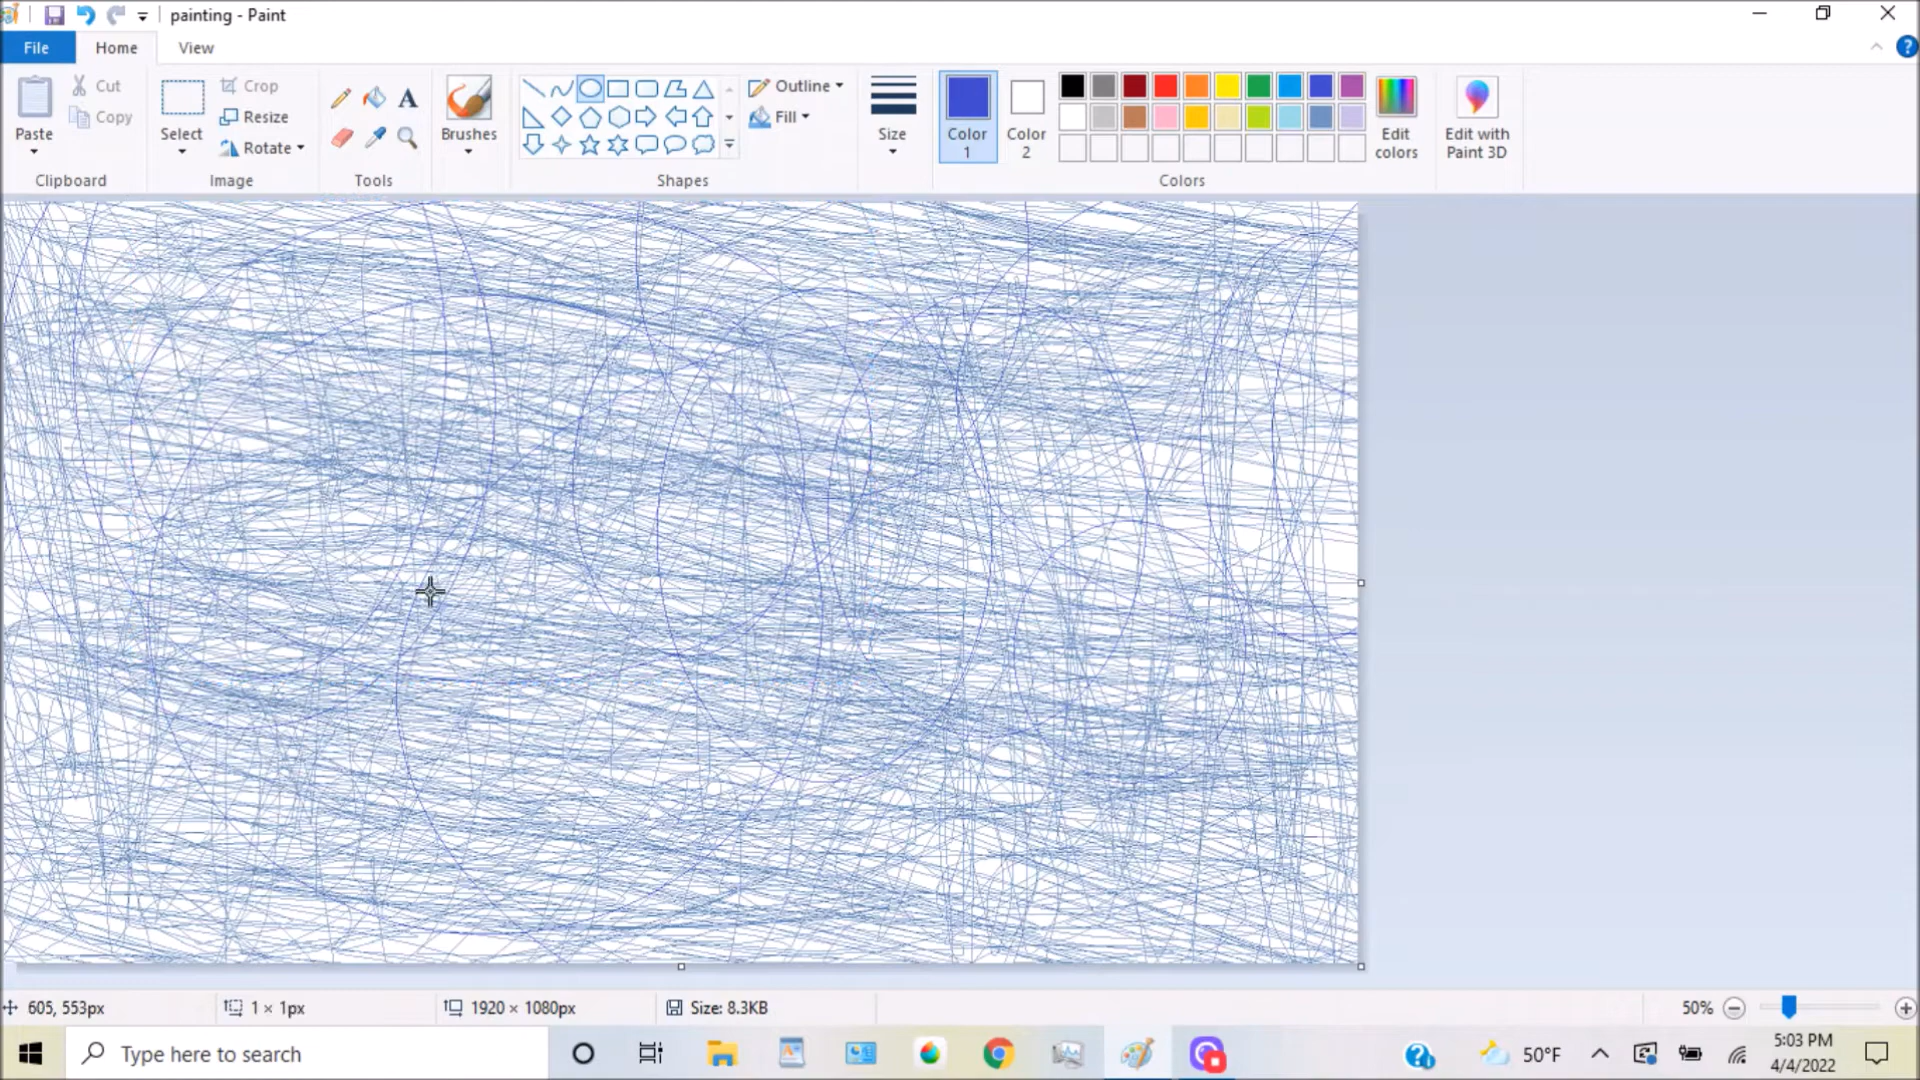 painting - Paint
File
Home
View
Paste
Cut
Copy
Clipboard
Select
Crop
Resize
Rotate
Image
A
Tools
Brushes
Shapes
Outline
Fill
Size
Color
1
Color
2
Edit
colors
Colors
Edit with
Paint 3D
605, 553px
1 × 1px
1920 × 1080px
Size: 8.3KB
50%
Type here to search
50°F
5:03 PM
4/4/2022